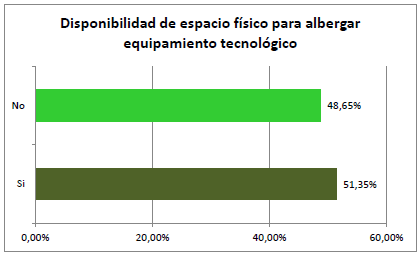 Disponibilidad de espacio físico para albergar
equipamiento tecnológico
No
48,65%
Si
51,35%
0,00%
20,00%
40,00%
60,00%